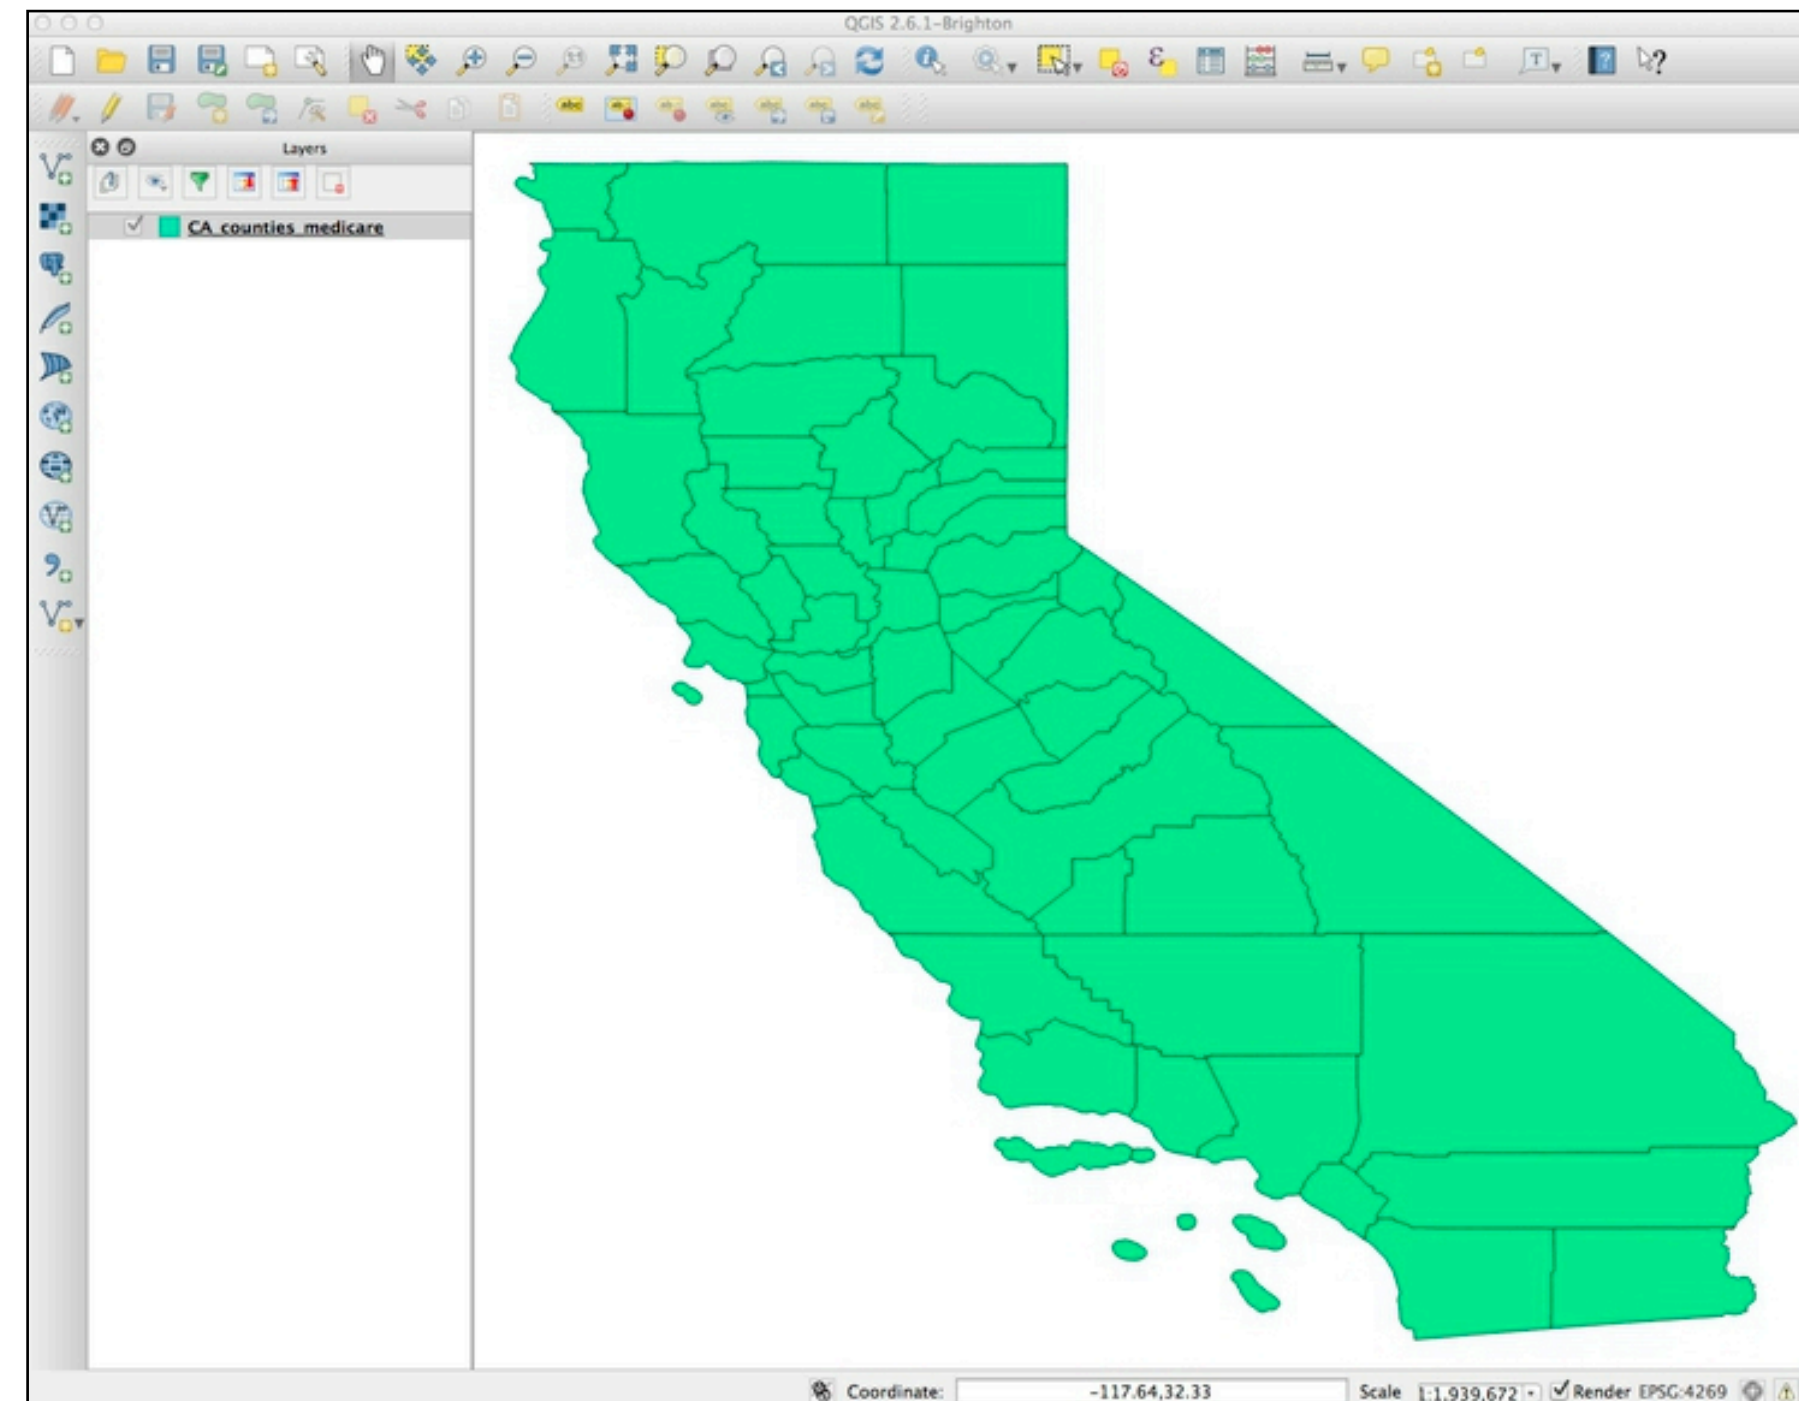 QGIS 2.6.1-Brighton
Layers
CA_counties_medicare
Coordinate:
-117.64,32.33
Scale
1:1,939,672
Render
EPSG:4269